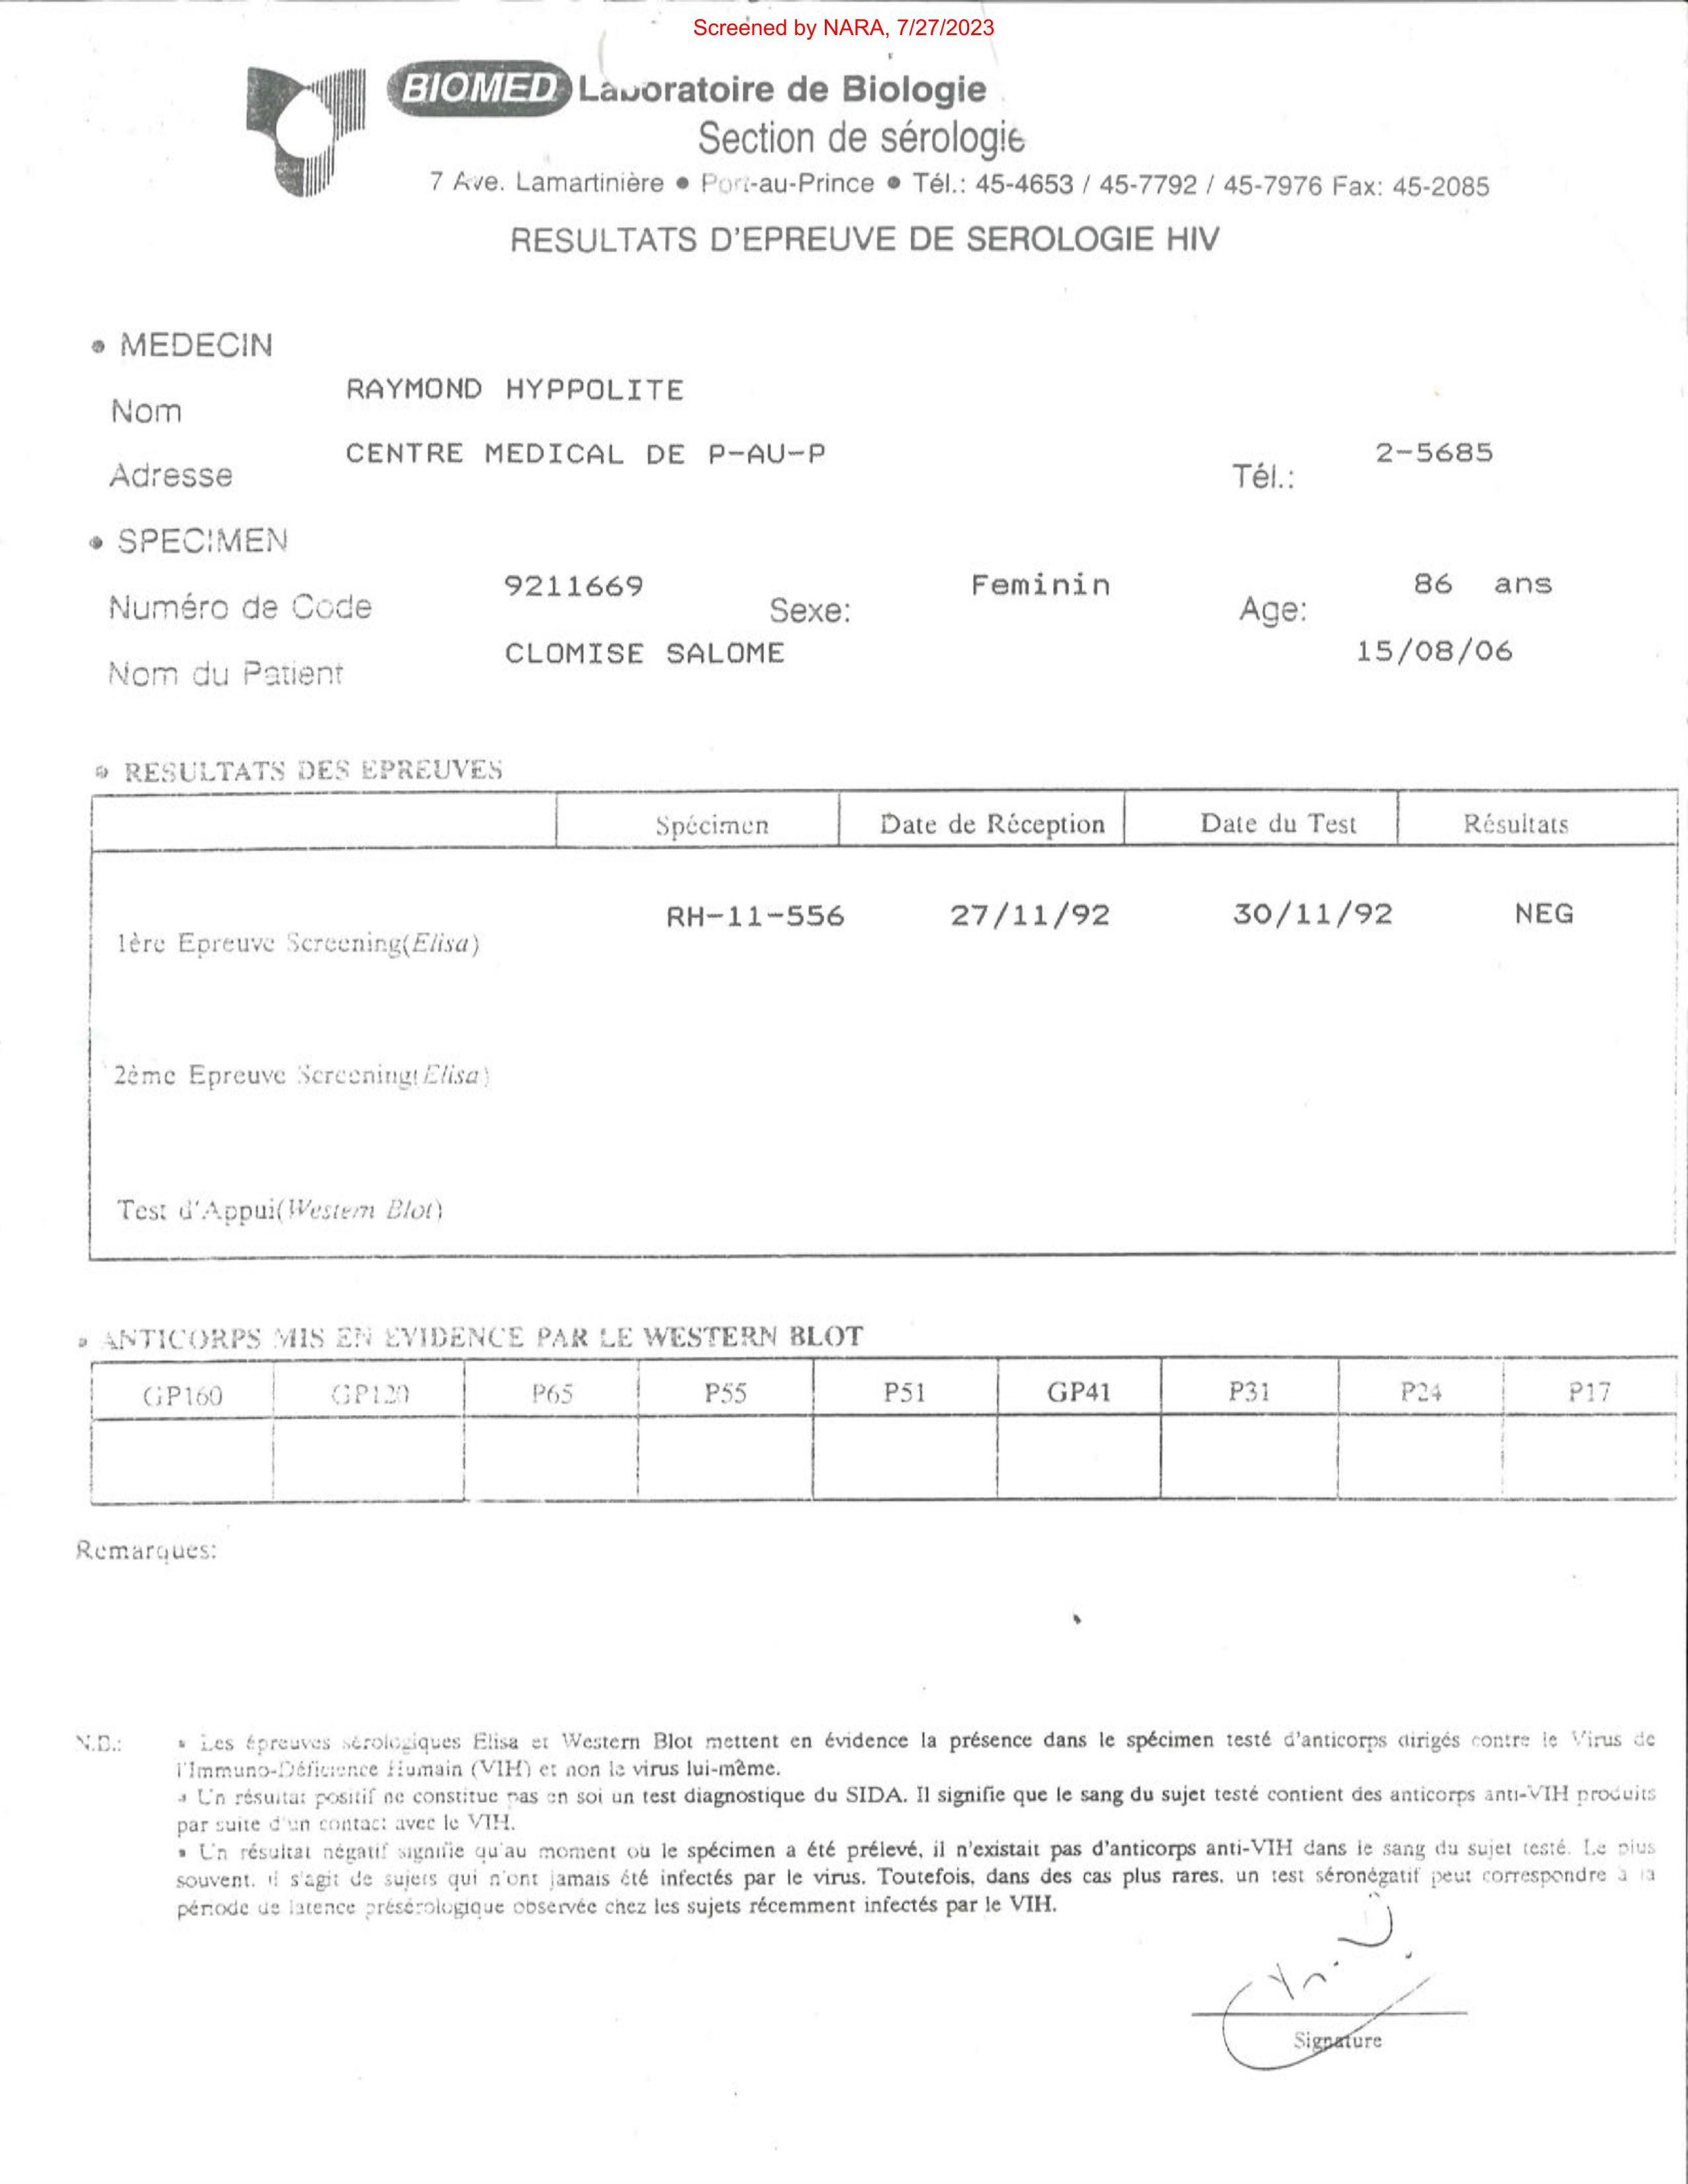 Screened by NARA, 7/27/2023
BIOMED Laboratoire de Biologie
Section de sérologie
7 Ave. Lamartinière • Port-au-Prince • Tél.: 45-4653 / 45-7792 / 45-7976 Fax: 45-2085
RESULTATS D'EPREUVE DE SEROLOGIE HIV
• MEDECIN
Nom RAYMOND HYPPOLITE
Adresse CENTRE MEDICAL DE P-AU-P Tél.: 2-5685
• SPECIMEN
Numéro de Code 9211669 Sexe: Feminin Age: 86 ans
Nom du Patient CLOMISE SALOME 15/08/06
• RESULTATS DES EPREUVES
Spécimen Date de Réception Date du Test Résultats
1ère Epreuve Screening(Elisa) RH-11-556 27/11/92 30/11/92 NEG
2ème Epreuve Screening(Elisa)
Test d'Appui(Western Blot)
• ANTICORPS MIS EN EVIDENCE PAR LE WESTERN BLOT
GP160 GP120 P65 P55 P51 GP41 P31 P24 P17
Remarques:
• Les épreuves sérologiques Elisa et Western Blot mettent en évidence la présence dans le spécimen testé d'anticorps dirigés contre le Virus de
l'Immuno-Déficience Humain (VIH) et non le virus lui-même.
• Un résultat positif ne constitue pas en soi un test diagnostique du SIDA. Il signifie que le sang du sujet testé contient des anticorps anti-VIH produits
par suite d'un contact avec le VIH.
• Un résultat négatif signifie qu'au moment ou le spécimen a été prélevé, il n'existait pas d'anticorps anti-VIH dans le sang du sujet testé. Le plus
souvent, il s'agit de sujets qui n'ont jamais été infectés par le virus. Toutefois, dans des cas plus rares, un test séronégatif peut correspondre à la
période de latence présérologique observée chez les sujets récemment infectés par le VIH.
Signature